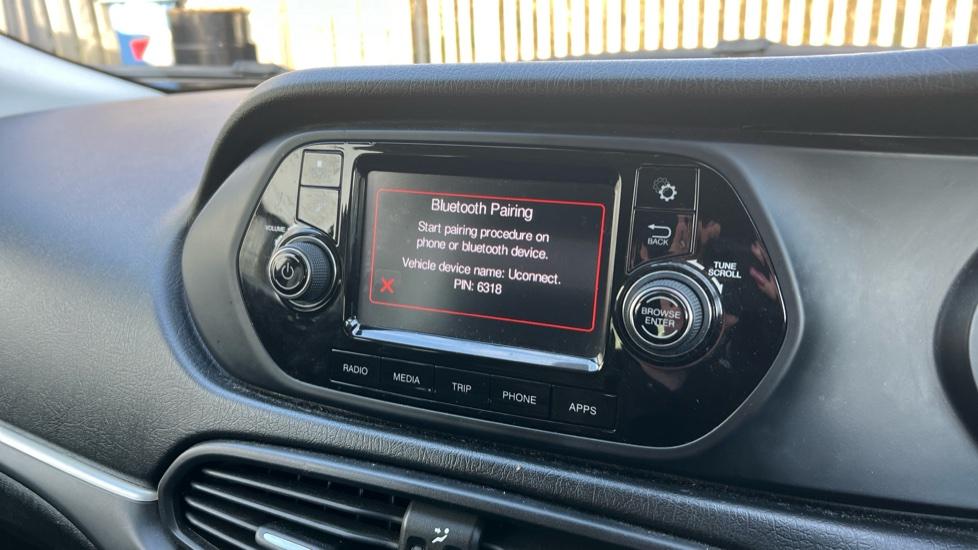 Bluetooth Pairing
Start pairing procedure on
phone or bluetooth device.
Vehicle device name: Uconnect.
PIN: 6318
VOLUME
BACK
TUNE
SCROLL
BROWSE
ENTER
RADIO
MEDIA
TRIP
PHONE
APPS